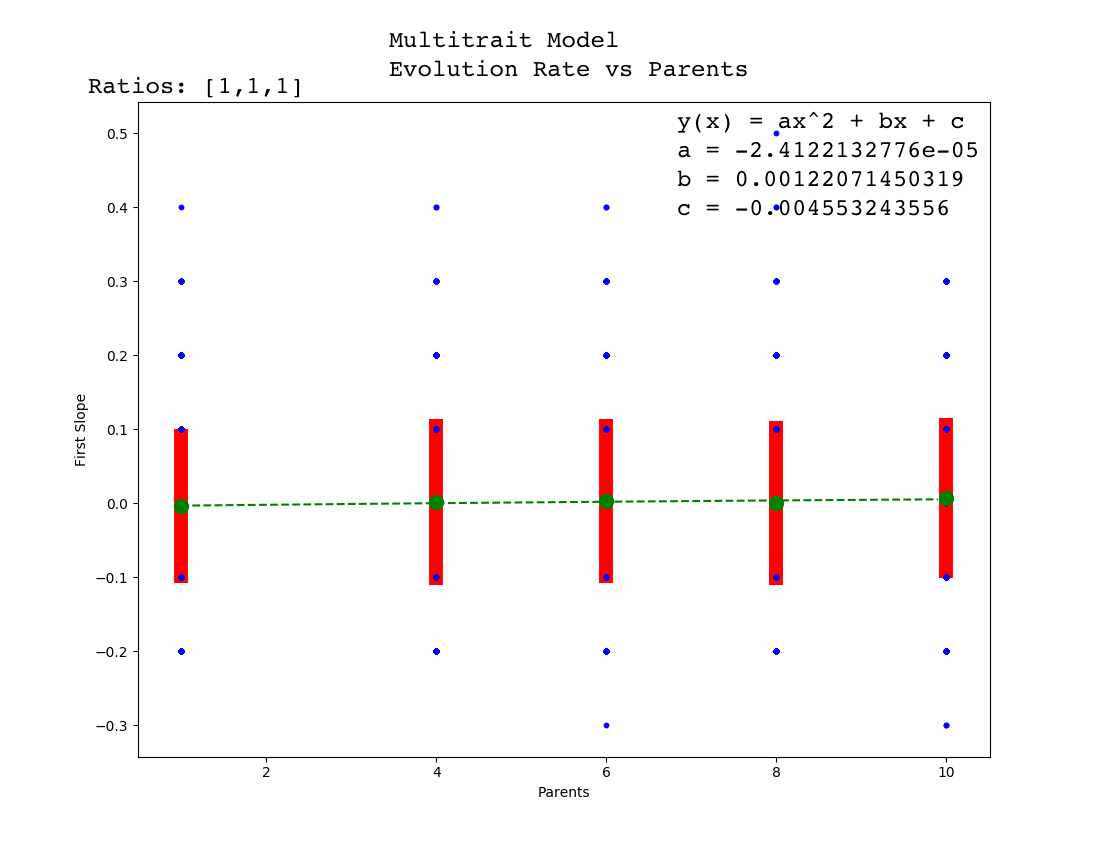 Multitrait Model
Evolution Rate vs Parents
Ratios: [1,1,1]
y(x) = ax^2 + bx + c
a = -2.4122132776e-05
b = 0.00122071450319
c = -0.004553243556
0.5
0.4
0.3
0.2
0.1
0.0
−0.1
−0.2
−0.3
First Slope
2 4 6 8 10
Parents